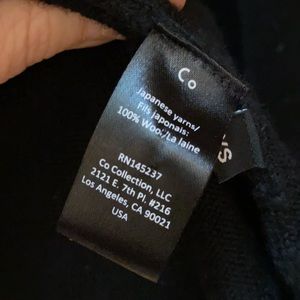 Co
Japanese yarns/
Fils japonais:
100% Wool/La laine
RN145237
Co Collection, LLC
2121 E. 7th Pl, #216
Los Angeles, CA 90021
USA